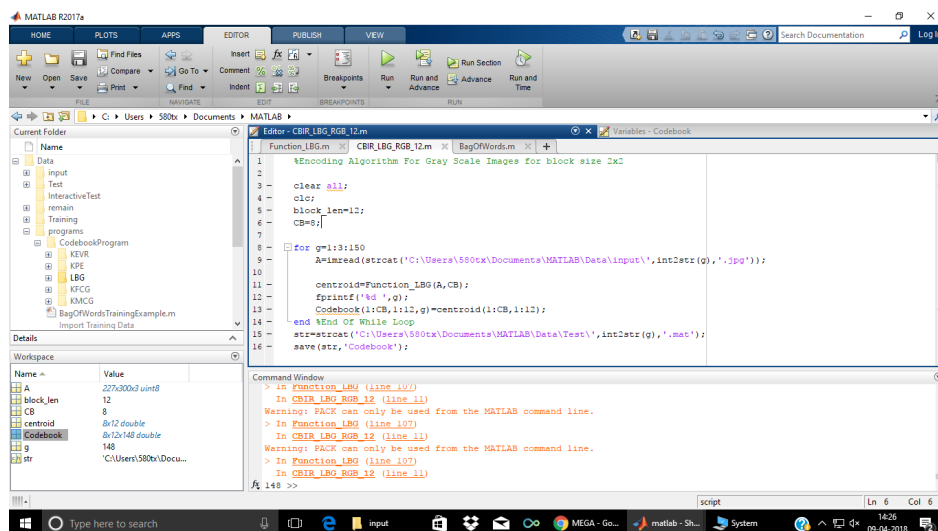 MATLAB R2017a
HOME PLOTS APPS EDITOR PUBLISH VIEW Search Documentation Log In
New Open Save Find Files Compare Print Go To Find Insert Comment Indent Breakpoints Run Run and Advance Run Section Advance Run and Time
FILE NAVIGATE EDIT BREAKPOINTS RUN
C: Users 580tx Documents MATLAB
Current Folder
Name
Data
input
Test
InteractiveTest
remain
Training
programs
CodebookProgram
KEVR
KPE
LBG
KFCG
KMCG
BagOfWordsTrainingExample.m
Import Training Data
Details
Workspace
Name Value
A 227x300x3 uint8
block_len 12
CB 8
centroid 8x12 double
Codebook 8x12x148 double
g 148
str 'C:\Users\580tx\Docu...
Editor - CBIR_LBG_RGB_12.m Variables - Codebook
Function_LBG.m CBIR_LBG_RGB_12.m BagOfWords.m
1 %Encoding Algorithm For Gray Scale Images for block size 2x2
2
3 clear all;
4 clc;
5 block_len=12;
6 CB=8;
7
8 for g=1:3:150
9 A=imread(strcat('C:\Users\580tx\Documents\MATLAB\Data\input\',int2str(g),'.jpg'));
10
11 centroid=Function_LBG(A,CB);
12 fprintf('%d ',g);
13 Codebook(1:CB,1:12,g)=centroid(1:CB,1:12);
14 end %End Of While Loop
15 str=strcat('C:\Users\580tx\Documents\MATLAB\Data\Test\',int2str(g),'.mat');
16 save(str,'Codebook');
Command Window
> In Function_LBG (line 107)
In CBIR_LBG_RGB_12 (line 11)
Warning: PACK can only be used from the MATLAB command line.
> In Function_LBG (line 107)
In CBIR_LBG_RGB_12 (line 11)
Warning: PACK can only be used from the MATLAB command line.
> In Function_LBG (line 107)
In CBIR_LBG_RGB_12 (line 11)
fx 148 >>
script Ln 6 Col 6
Type here to search input MEGA - Go... matlab - Sh... System 14:26
09-04-2018